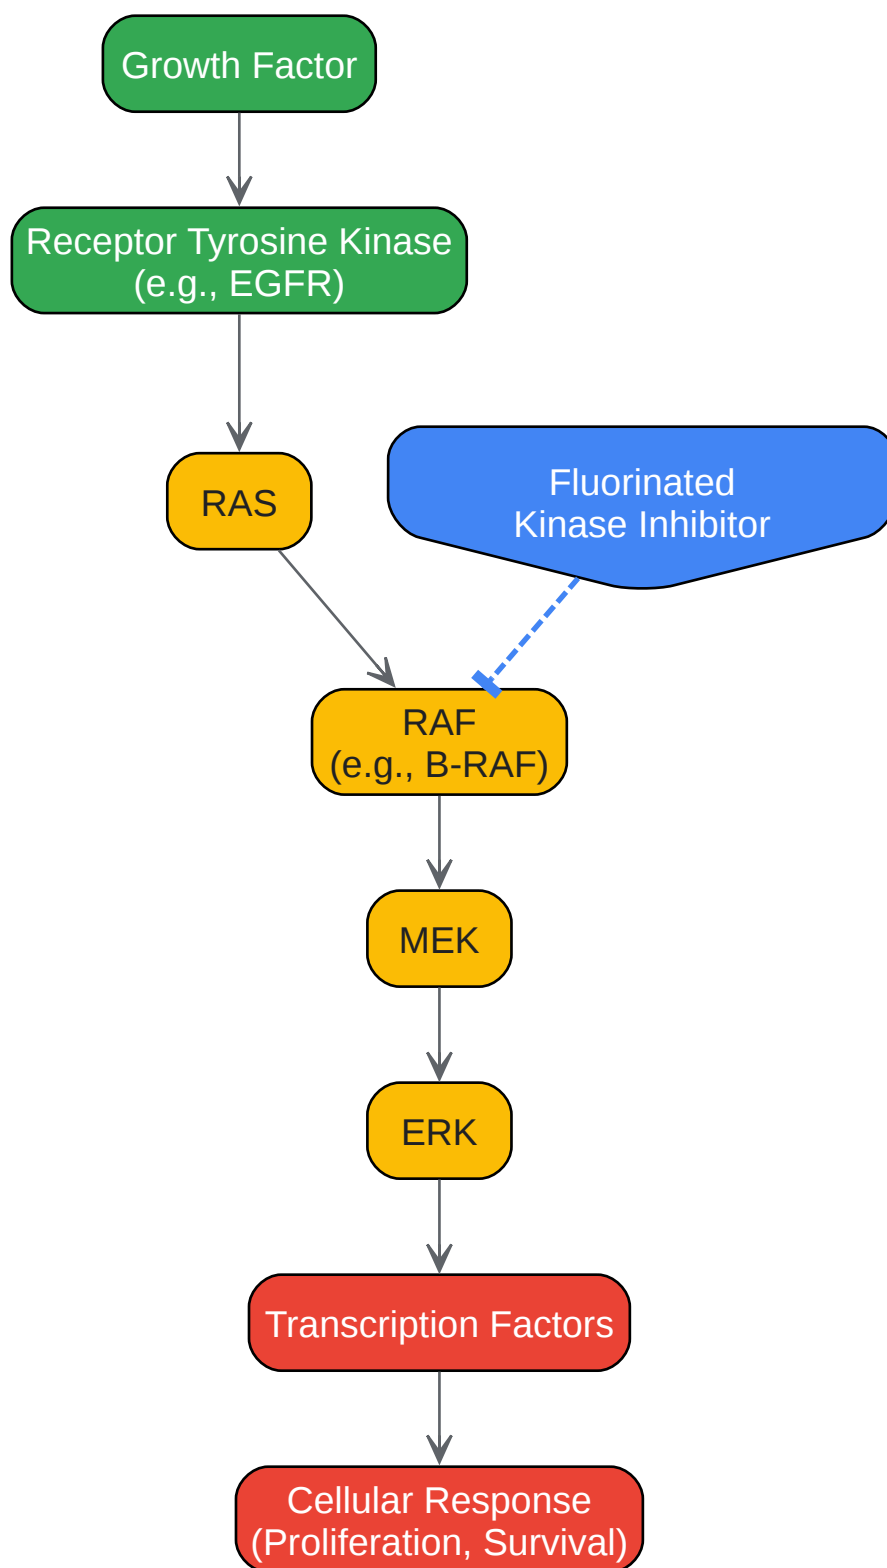 Growth Factor
Receptor Tyrosine Kinase
(e.g., EGFR)
RAS
Fluorinated
Kinase Inhibitor
RAF
(e.g., B-RAF)
MEK
ERK
Transcription Factors
Cellular Response
(Proliferation, Survival)